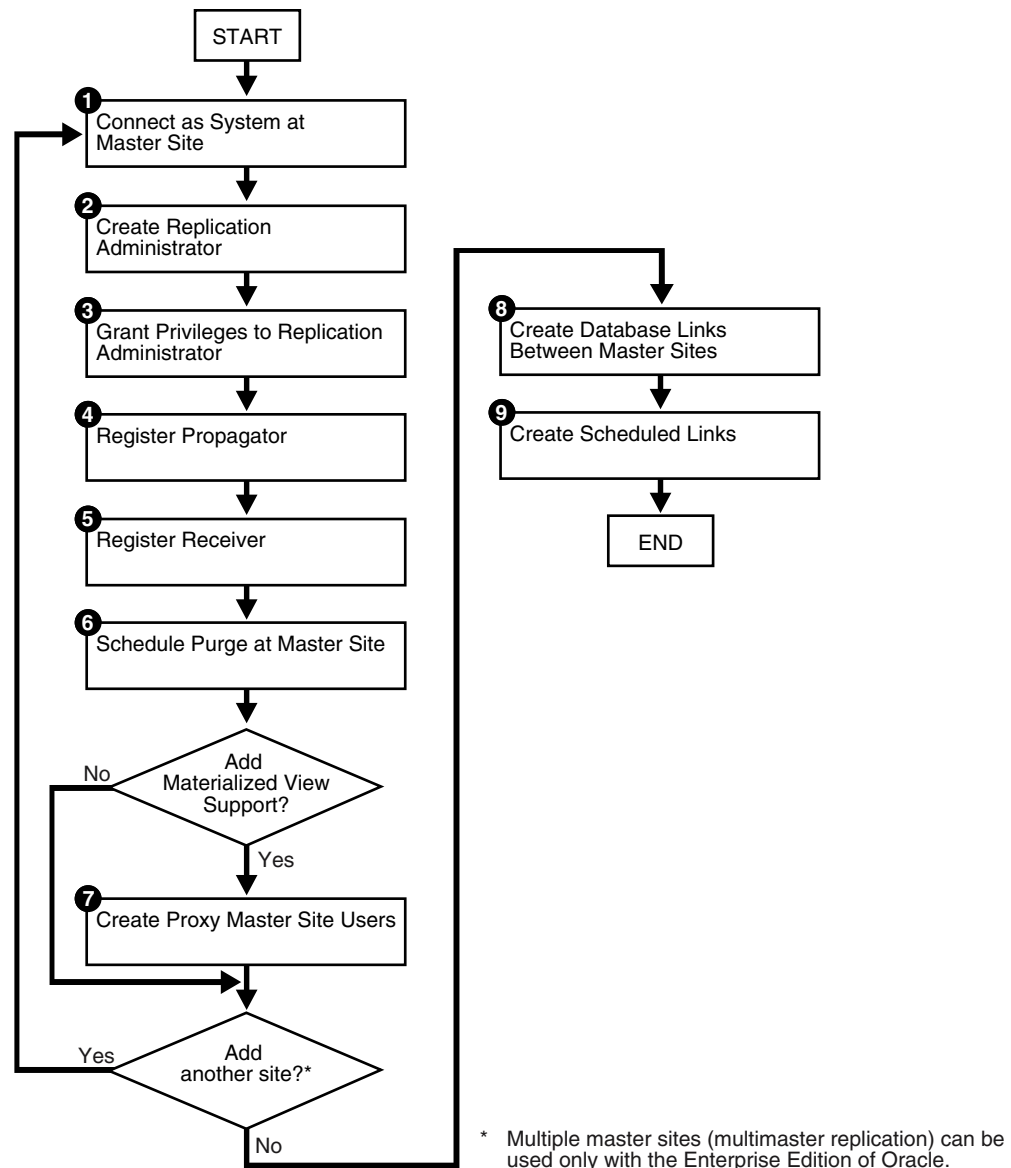 START
1
Connect as System at
Master Site
2
Create Replication
Administrator
3
Grant Privileges to Replication
Administrator
4
Register Propagator
5
Register Receiver
6
Schedule Purge at Master Site
Add
Materialized View
Support?
No
Yes
7
Create Proxy Master Site Users
Add
another site?*
Yes
No
8
Create Database Links
Between Master Sites
9
Create Scheduled Links
END
* Multiple master sites (multimaster replication) can be
used only with the Enterprise Edition of Oracle.